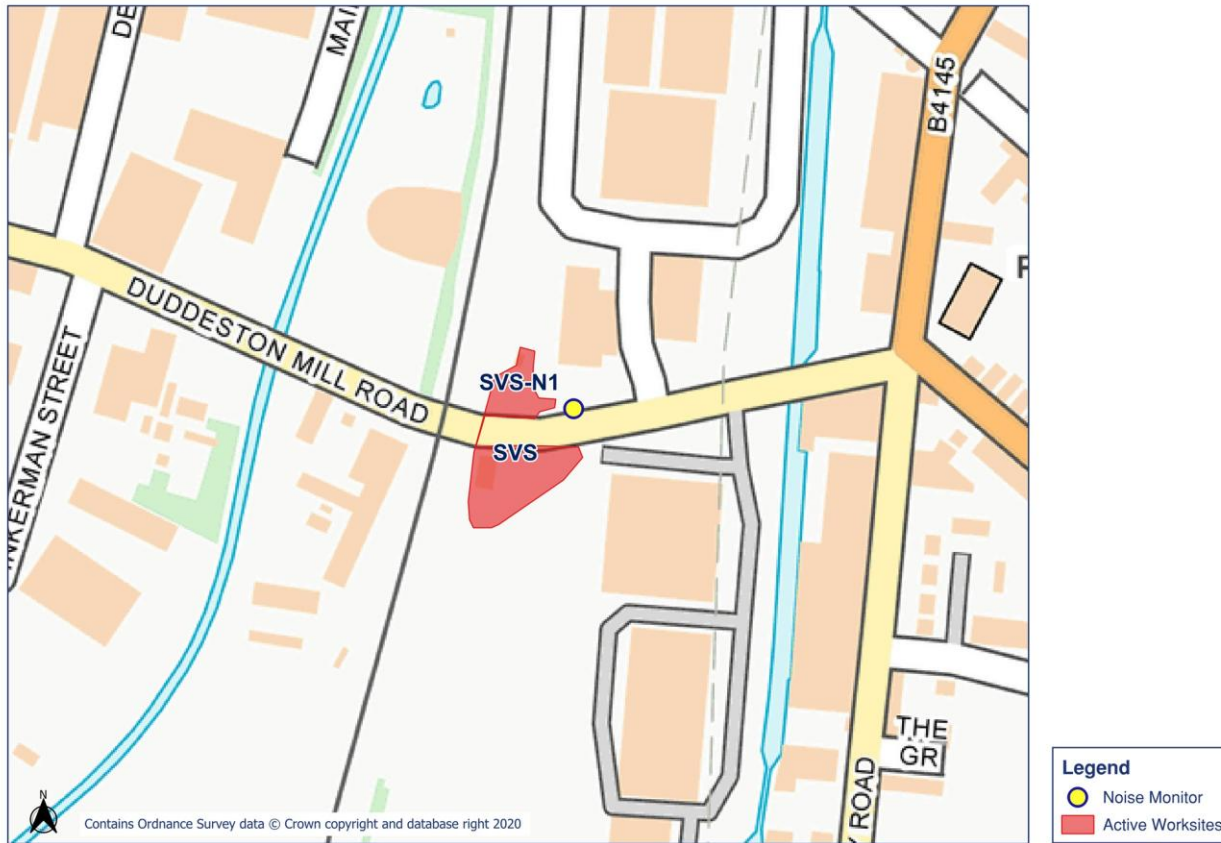 DE
MAI
B4145
DUDDESTON MILL ROAD
NKERMAN STREET
SVS-N1
SVS
THE
GR
ROAD
N
Contains Ordnance Survey data © Crown copyright and database right 2020
Legend
Noise Monitor
Active Worksites